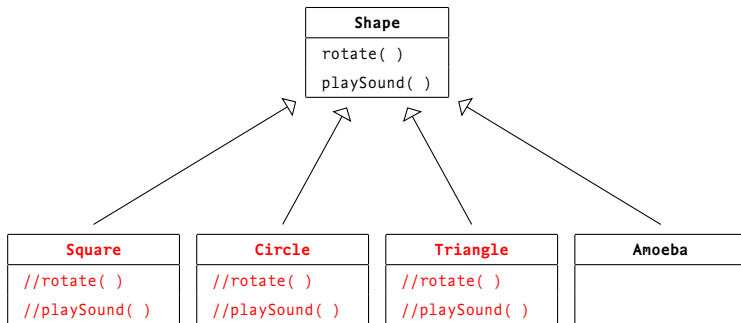 Shape
rotate( )
playSound( )
Square
//rotate( )
//playSound( )
Circle
//rotate( )
//playSound( )
Triangle
//rotate( )
//playSound( )
Amoeba